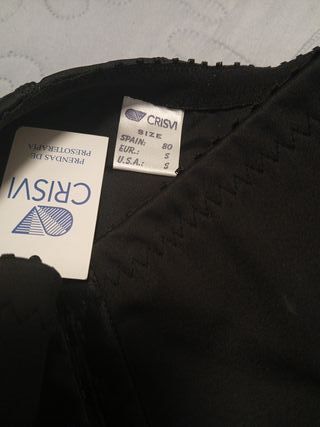 CRISVI
SIZE
SPAIN: 80
EUR.: S
U.S.A.: S
CRISVI
PRENDAS DE
PRESOTERAPIA